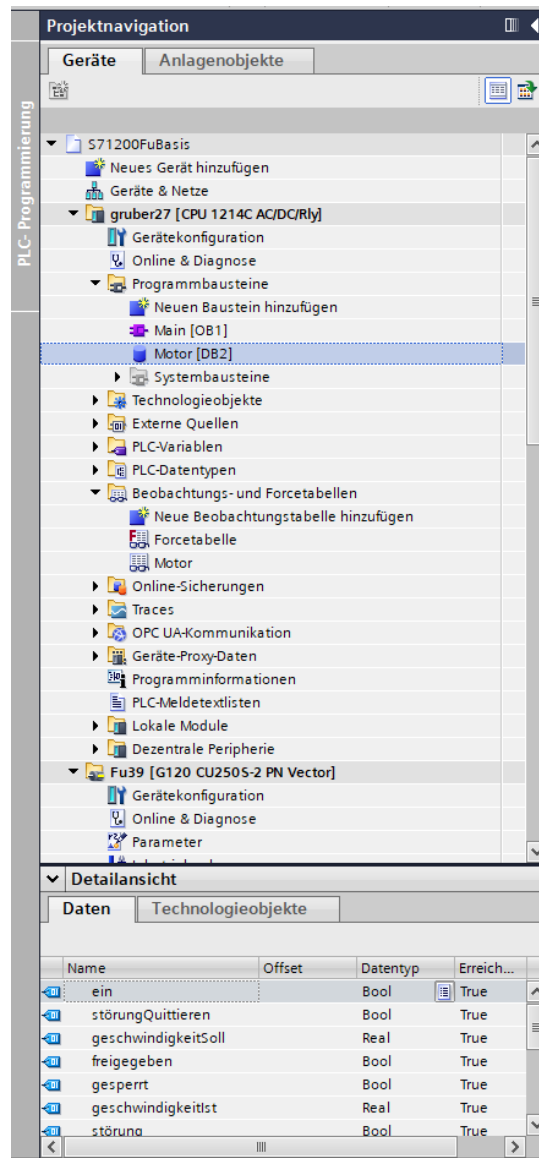 Projektnavigation
Geräte Anlagenobjekte
PLC-Programmierung
S71200FuBasis
Neues Gerät hinzufügen
Geräte & Netze
gruber27 [CPU 1214C AC/DC/Rly]
Gerätekonfiguration
Online & Diagnose
Programmbausteine
Neuen Baustein hinzufügen
Main [OB1]
Motor [DB2]
Systembausteine
Technologieobjekte
Externe Quellen
PLC-Variablen
PLC-Datentypen
Beobachtungs- und Forcetabellen
Neue Beobachtungstabelle hinzufügen
Forcetabelle
Motor
Online-Sicherungen
Traces
OPC UA-Kommunikation
Geräte-Proxy-Daten
Programminformationen
PLC-Meldetextlisten
Lokale Module
Dezentrale Peripherie
Fu39 [G120 CU250S-2 PN Vector]
Gerätekonfiguration
Online & Diagnose
Parameter
Detailansicht
Daten Technologieobjekte
Name Offset Datentyp Erreich...
ein Bool True
störungQuittieren Bool True
geschwindigkeitSoll Real True
freigegeben Bool True
gesperrt Bool True
geschwindigkeitIst Real True
störung Bool True